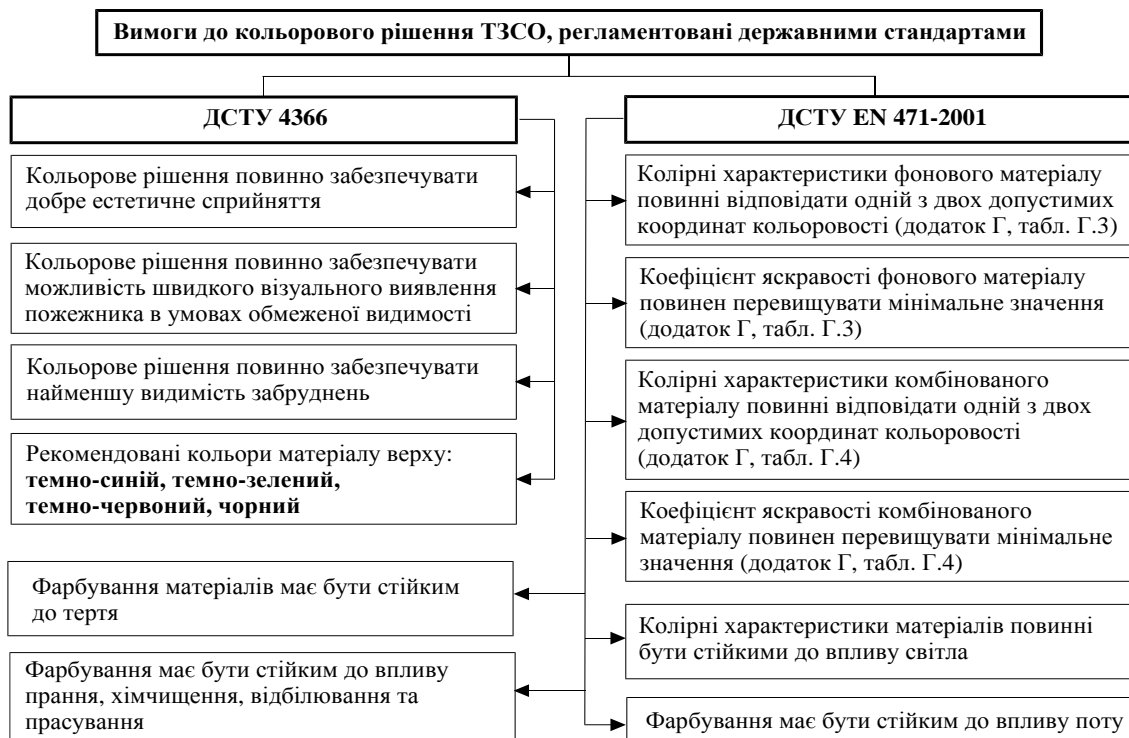 Вимоги до кольорового рішення ТЗСО, регламентовані державними стандартами
ДСТУ 4366
Кольорове рішення повинно забезпечувати
добре естетичне сприйняття
Кольорове рішення повинно забезпечувати
можливість швидкого візуального виявлення
пожежника в умовах обмеженої видимості
Кольорове рішення повинно забезпечувати
найменшу видимість забруднень
Рекомендовані кольори матеріалу верху:
темно-синій, темно-зелений,
темно-червоний, чорний
Фарбування матеріалів має бути стійким
до тертя
Фарбування має бути стійким до впливу
прання, хімчищення, відбілювання та
прасування
ДСТУ EN 471-2001
Колірні характеристики фонового матеріалу
повинні відповідати одній з двох допустимих
координат кольоровості (додаток Г, табл. Г.3)
Коефіцієнт яскравості фонового матеріалу
повинен перевищувати мінімальне значення
(додаток Г, табл. Г.3)
Колірні характеристики комбінованого
матеріалу повинні відповідати одній з двох
допустимих координат кольоровості
(додаток Г, табл. Г.4)
Коефіцієнт яскравості комбінованого
матеріалу повинен перевищувати мінімальне
значення (додаток Г, табл. Г.4)
Колірні характеристики матеріалів повинні
бути стійкими до впливу світла
Фарбування має бути стійким до впливу поту